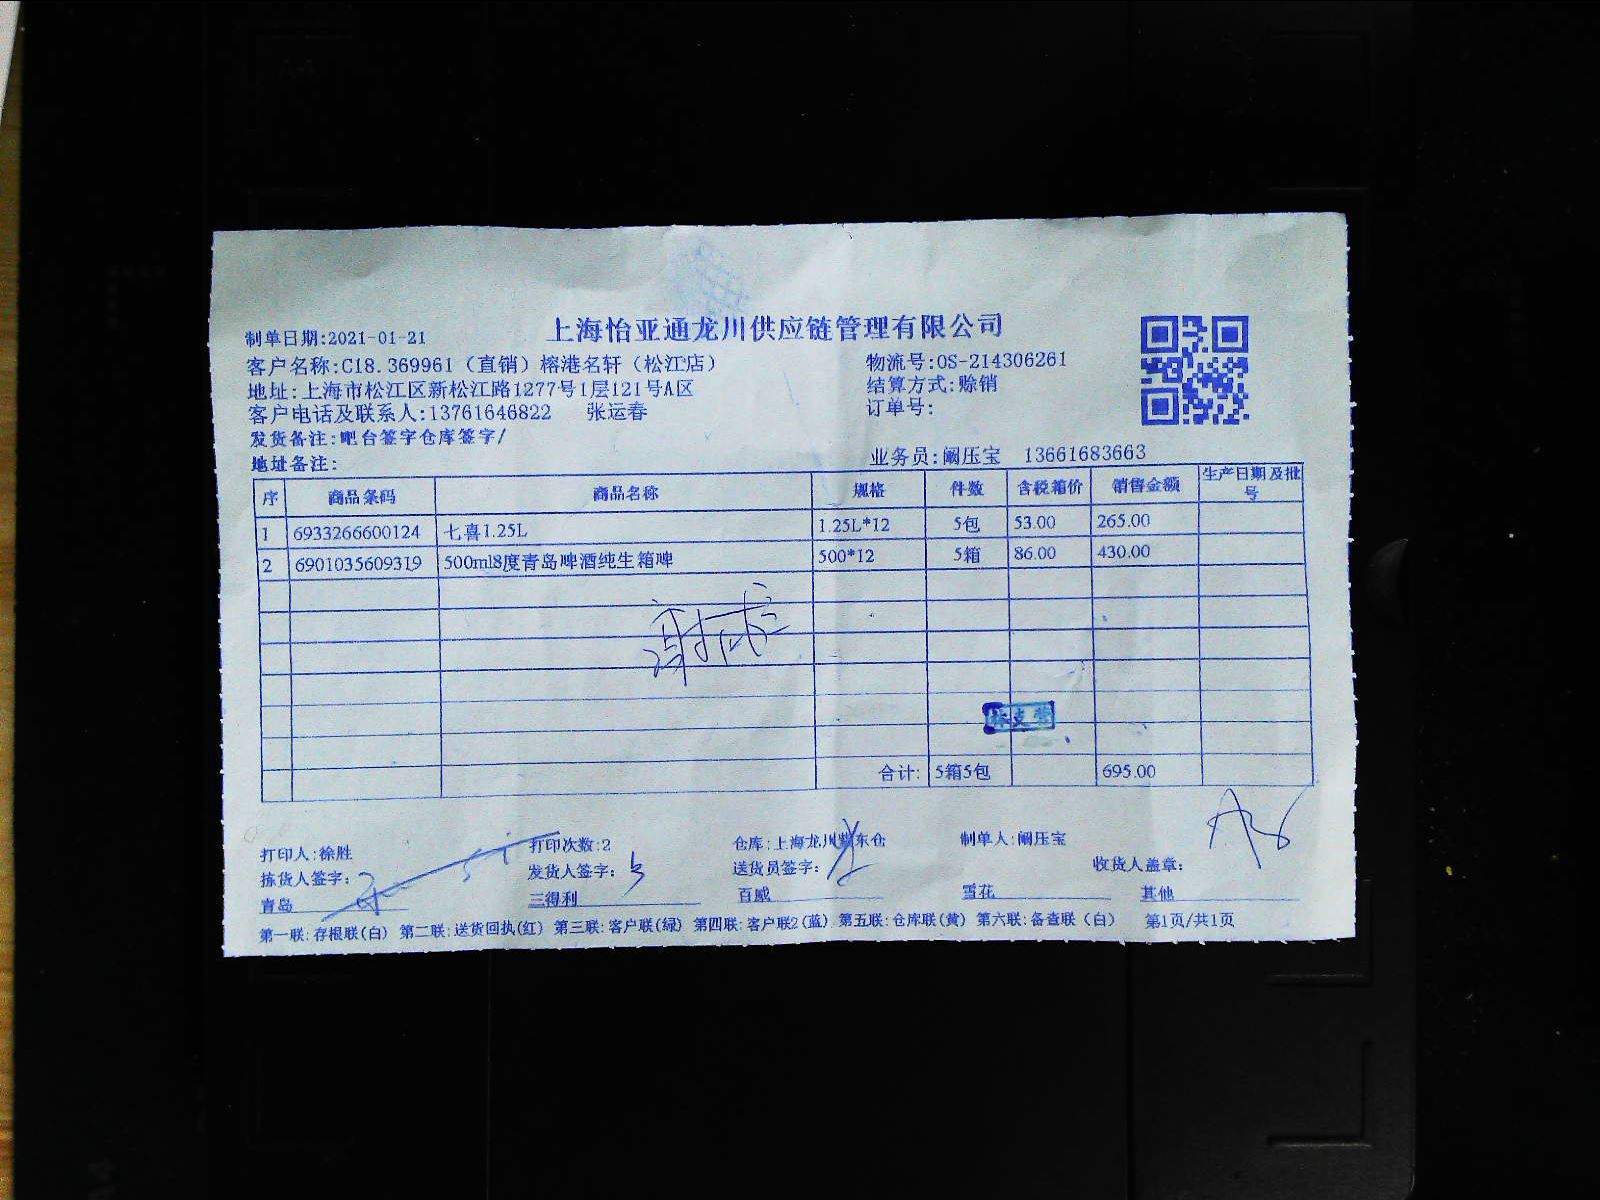 上海怡亚通龙川供应链管理有限公司
制单日期:2021-01-21
客户名称:C18.369961（直销）榕港名轩（松江店） 物流号:OS-214306261
地址:上海市松江区新松江路1277号1层121号A区 结算方式:赊销
客户电话及联系人:13761646822 张运春 订单号:
发货备注:吧台签字仓库签字/
地址备注: 业务员:阚压宝 13661683663
序 商品条码 商品名称 规格 件数 含税箱价 销售金额 生产日期及批号
1 6933266600124 七喜1.25L 1.25L*12 5包 53.00 265.00
2 6901035609319 500ml8度青岛啤酒纯生箱啤 500*12 5箱 86.00 430.00
合计: 5箱5包 695.00
打印人:徐胜 打印次数:2 仓库:上海龙川东仓 制单人:阚压宝
拣货人签字: 发货人签字: 送货员签字: 收货人盖章:
青岛 三得利 百威 雪花 其他
第一联:存根联(白) 第二联:送货回执(红) 第三联:客户联(绿) 第四联:客户联2(蓝) 第五联:仓库联(黄) 第六联:备查联（白） 第1页/共1页